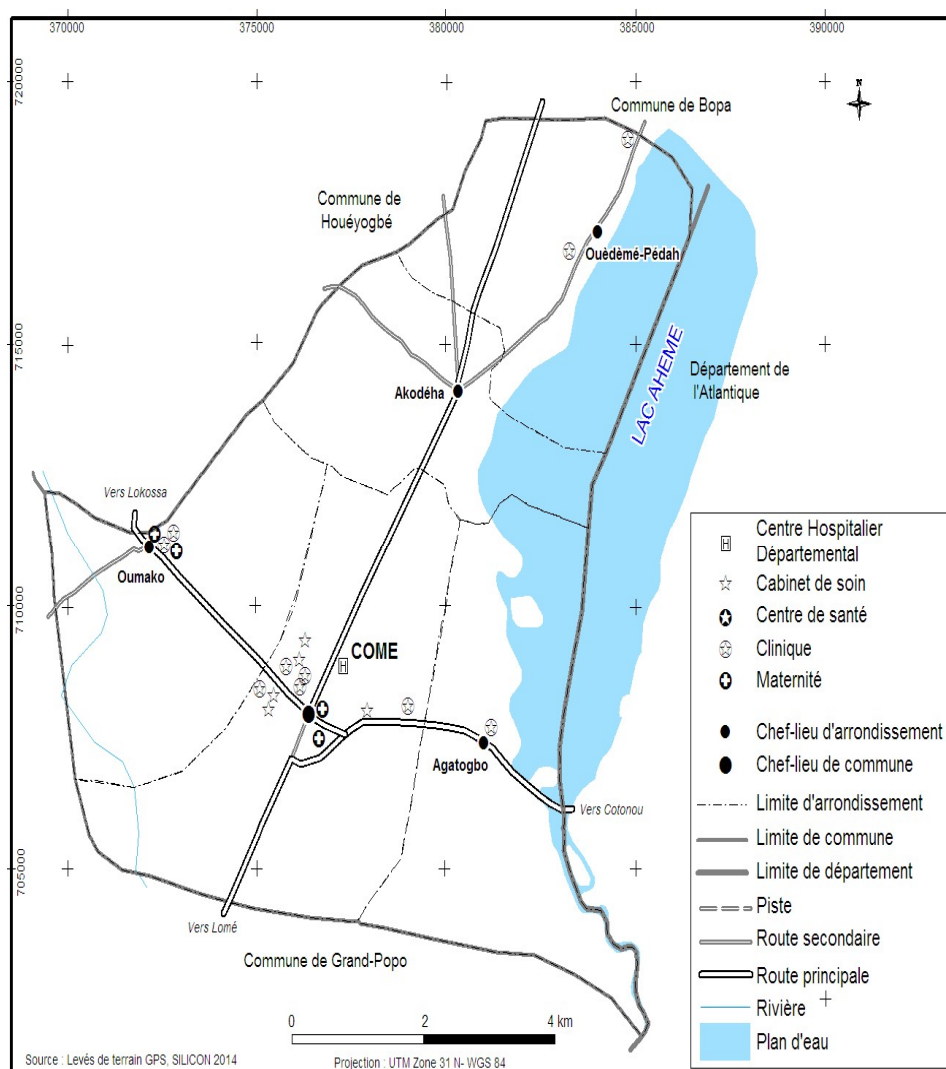 370000
375000
380000
385000
390000
720000
715000
710000
705000
Commune de Bopa
Commune de
Houéyogbé
Ouèdèmé-Pédah
Akodéha
LAC AHEME
Département de
l'Atlantique
Vers Lokossa
Oumako
COME
Agatogbo
Vers Cotonou
Vers Lomé
Commune de Grand-Popo
H
H
Centre Hospitalier
Départemental
Cabinet de soin
Centre de santé
Clinique
Maternité
Chef-lieu d'arrondissement
Chef-lieu de commune
Limite d'arrondissement
Limite de commune
Limite de département
Piste
Route secondaire
Route principale
Rivière
Plan d'eau
0 2 4 km
Source : Levés de terrain GPS, SILICON 2014
Projection : UTM Zone 31 N- WGS 84